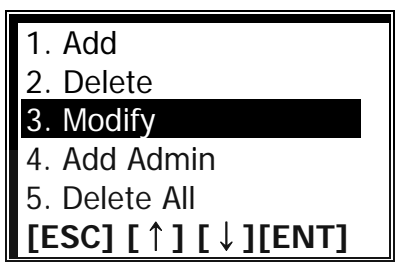 1. Add
2. Delete
3. Modify
4. Add Admin
5. Delete All
[ESC] [↑] [↓][ENT]